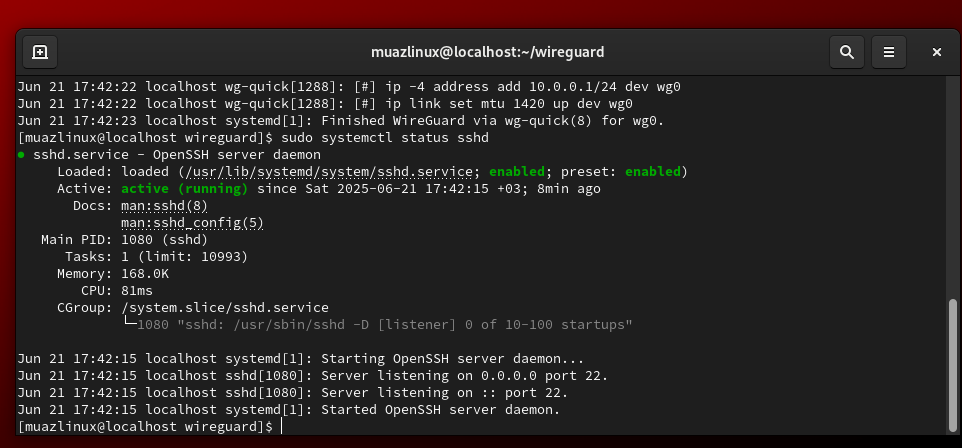 muazlinux@localhost:~/wireguard
Jun 21 17:42:22 localhost wg-quick[1288]: [#] ip -4 address add 10.0.0.1/24 dev wg0
Jun 21 17:42:22 localhost wg-quick[1288]: [#] ip link set mtu 1420 up dev wg0
Jun 21 17:42:23 localhost systemd[1]: Finished WireGuard via wg-quick(8) for wg0.
[muazlinux@localhost wireguard]$ sudo systemctl status sshd
● sshd.service - OpenSSH server daemon
     Loaded: loaded (/usr/lib/systemd/system/sshd.service; enabled; preset: enabled)
     Active: active (running) since Sat 2025-06-21 17:42:15 +03; 8min ago
       Docs: man:sshd(8)
             man:sshd_config(5)
   Main PID: 1080 (sshd)
      Tasks: 1 (limit: 10993)
     Memory: 168.0K
        CPU: 81ms
     CGroup: /system.slice/sshd.service
             └─1080 "sshd: /usr/sbin/sshd -D [listener] 0 of 10-100 startups"
Jun 21 17:42:15 localhost systemd[1]: Starting OpenSSH server daemon...
Jun 21 17:42:15 localhost sshd[1080]: Server listening on 0.0.0.0 port 22.
Jun 21 17:42:15 localhost sshd[1080]: Server listening on :: port 22.
Jun 21 17:42:15 localhost systemd[1]: Started OpenSSH server daemon.
[muazlinux@localhost wireguard]$